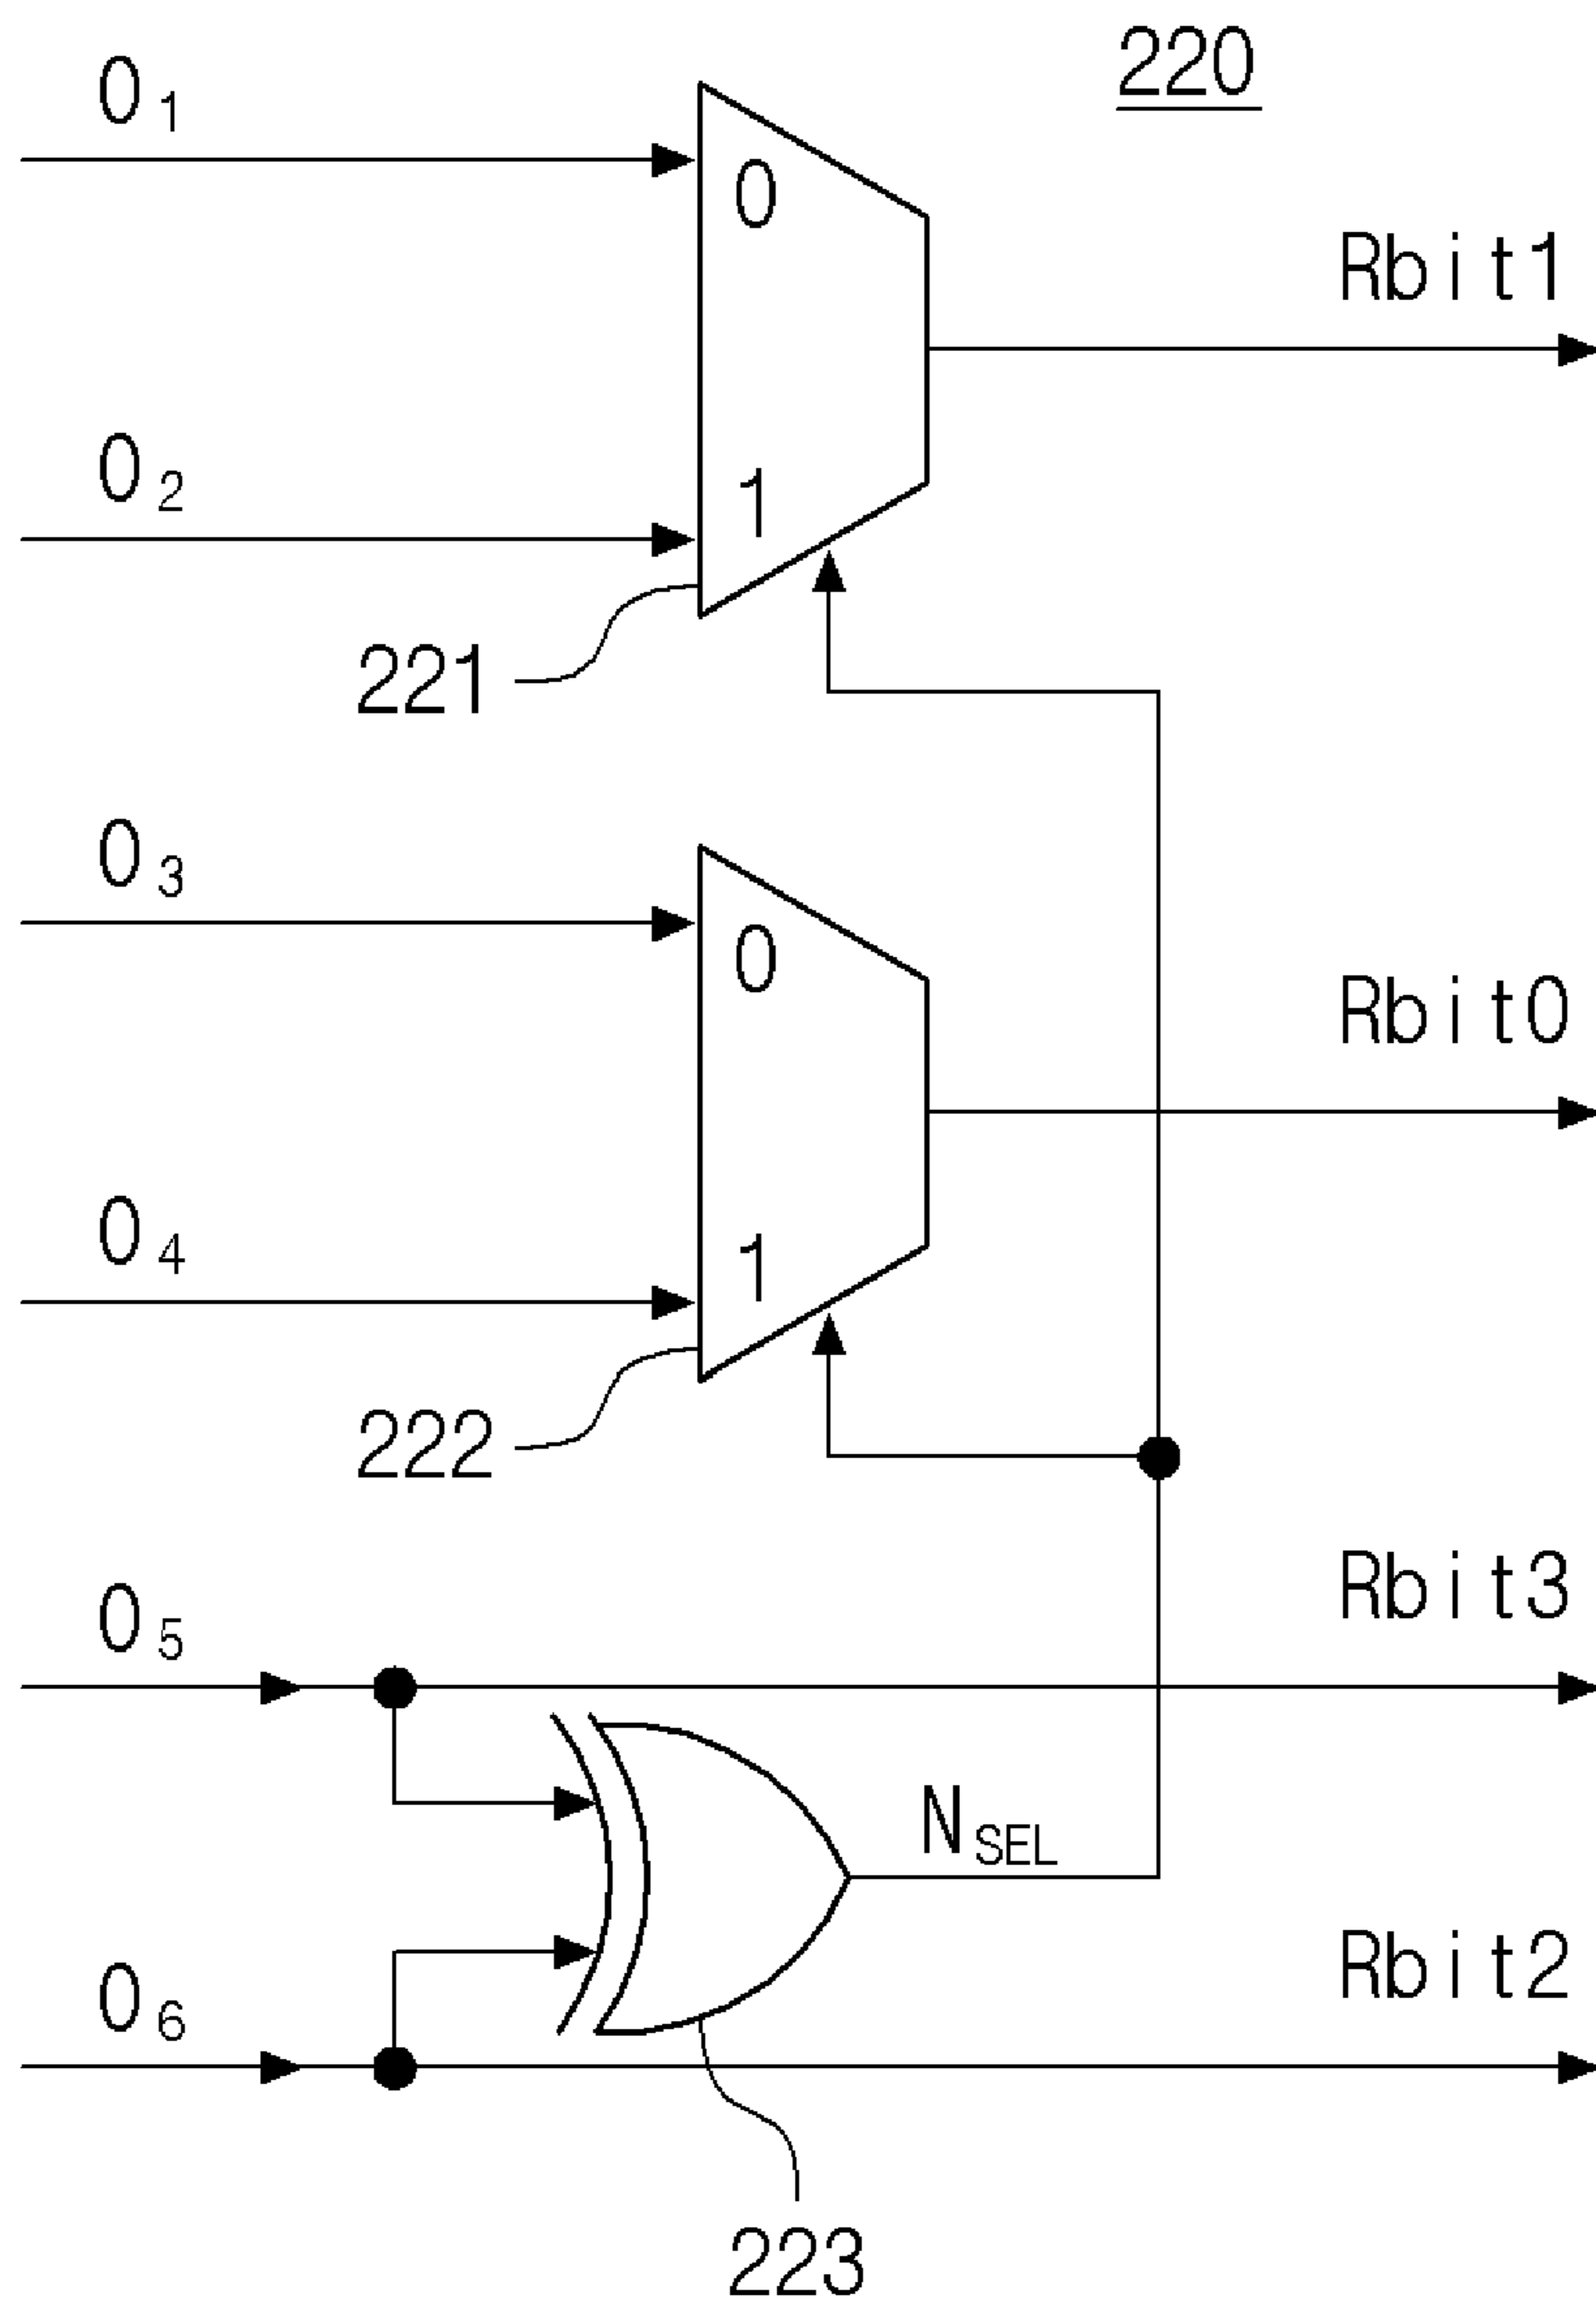 220
O1
0
Rbit1
O2
1
221
O3
0
Rbit0
O4
1
222
Rbit3
O5
NSEL
Rbit2
O6
223